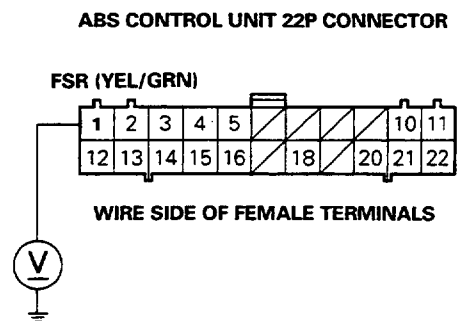 ABS CONTROL UNIT 22P CONNECTOR
FSR (YEL/GRN)
1 2 3 4 5 10 11
12 13 14 15 16 18 20 21 22
WIRE SIDE OF FEMALE TERMINALS
V